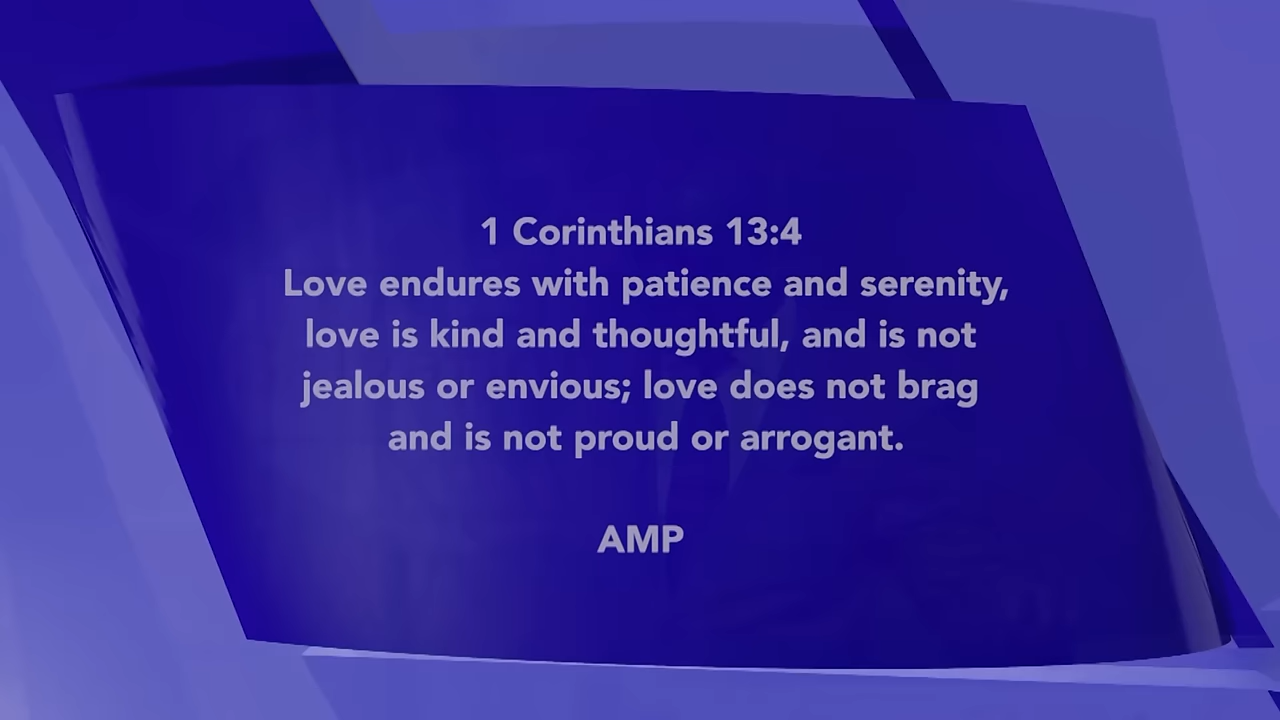 1 Corinthians 13:4
Love endures with patience and serenity,
love is kind and thoughtful, and is not
jealous or envious; love does not brag
and is not proud or arrogant.
AMP